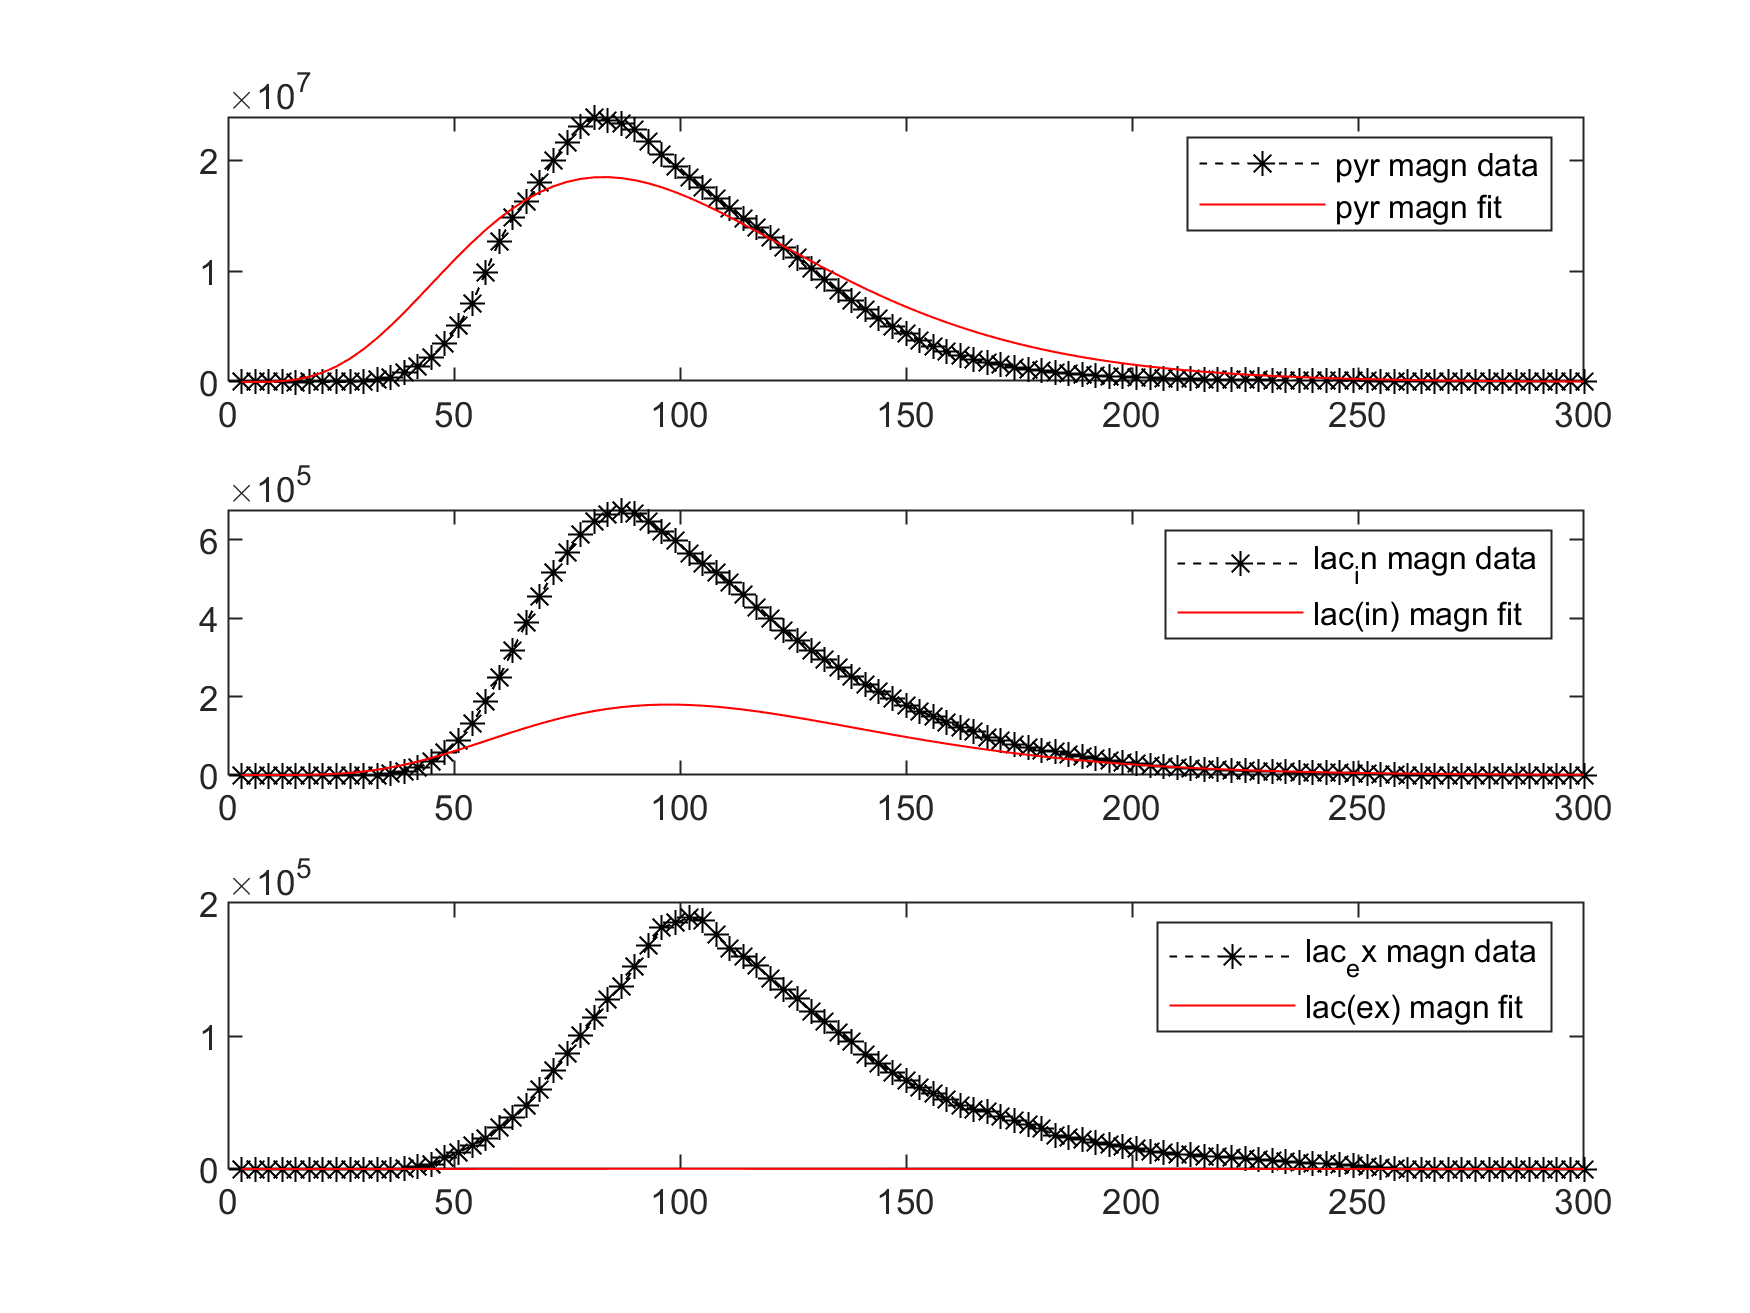 ×10^7
2
1
0
0 50 100 150 200 250 300
pyr magn data
pyr magn fit
×10^5
6
4
2
0
0 50 100 150 200 250 300
lac_in magn data
lac(in) magn fit
×10^5
2
1
0
0 50 100 150 200 250 300
lac_ex magn data
lac(ex) magn fit